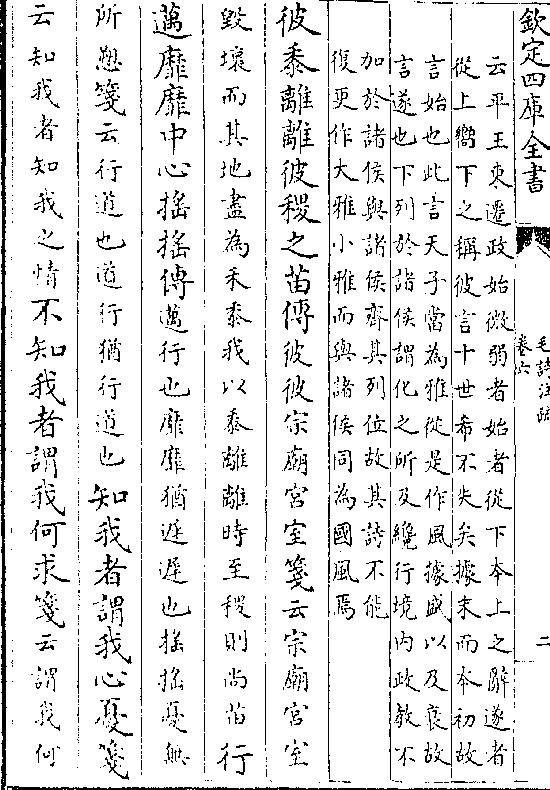 欽定四庫全書
毛詩注疏
卷六
二
云平王東遷政始微弱者始者從下本上之辭遂者
從上嚮下之稱彼言十世希不失矣據末而本初故
言始也此言天子當為雅從是作風據盛以及衰故
言遂也下列於諸侯謂化之所及纔行境内政教不
加於諸侯與諸侯齊其列位故其詩不能
復更作大雅小雅而與諸侯同為國風焉
彼黍離離彼稷之苗傳彼彼宗廟宫室箋云宗廟宫室
毀壞而其地盡為禾黍我以黍離離時至稷則尚苗行
邁靡靡中心搖搖傳邁行也靡靡猶遲遲也搖搖憂無
所愬箋云行道也道行猶行道也知我者謂我心憂箋
云知我者知我之情不知我者謂我何求箋云謂我何